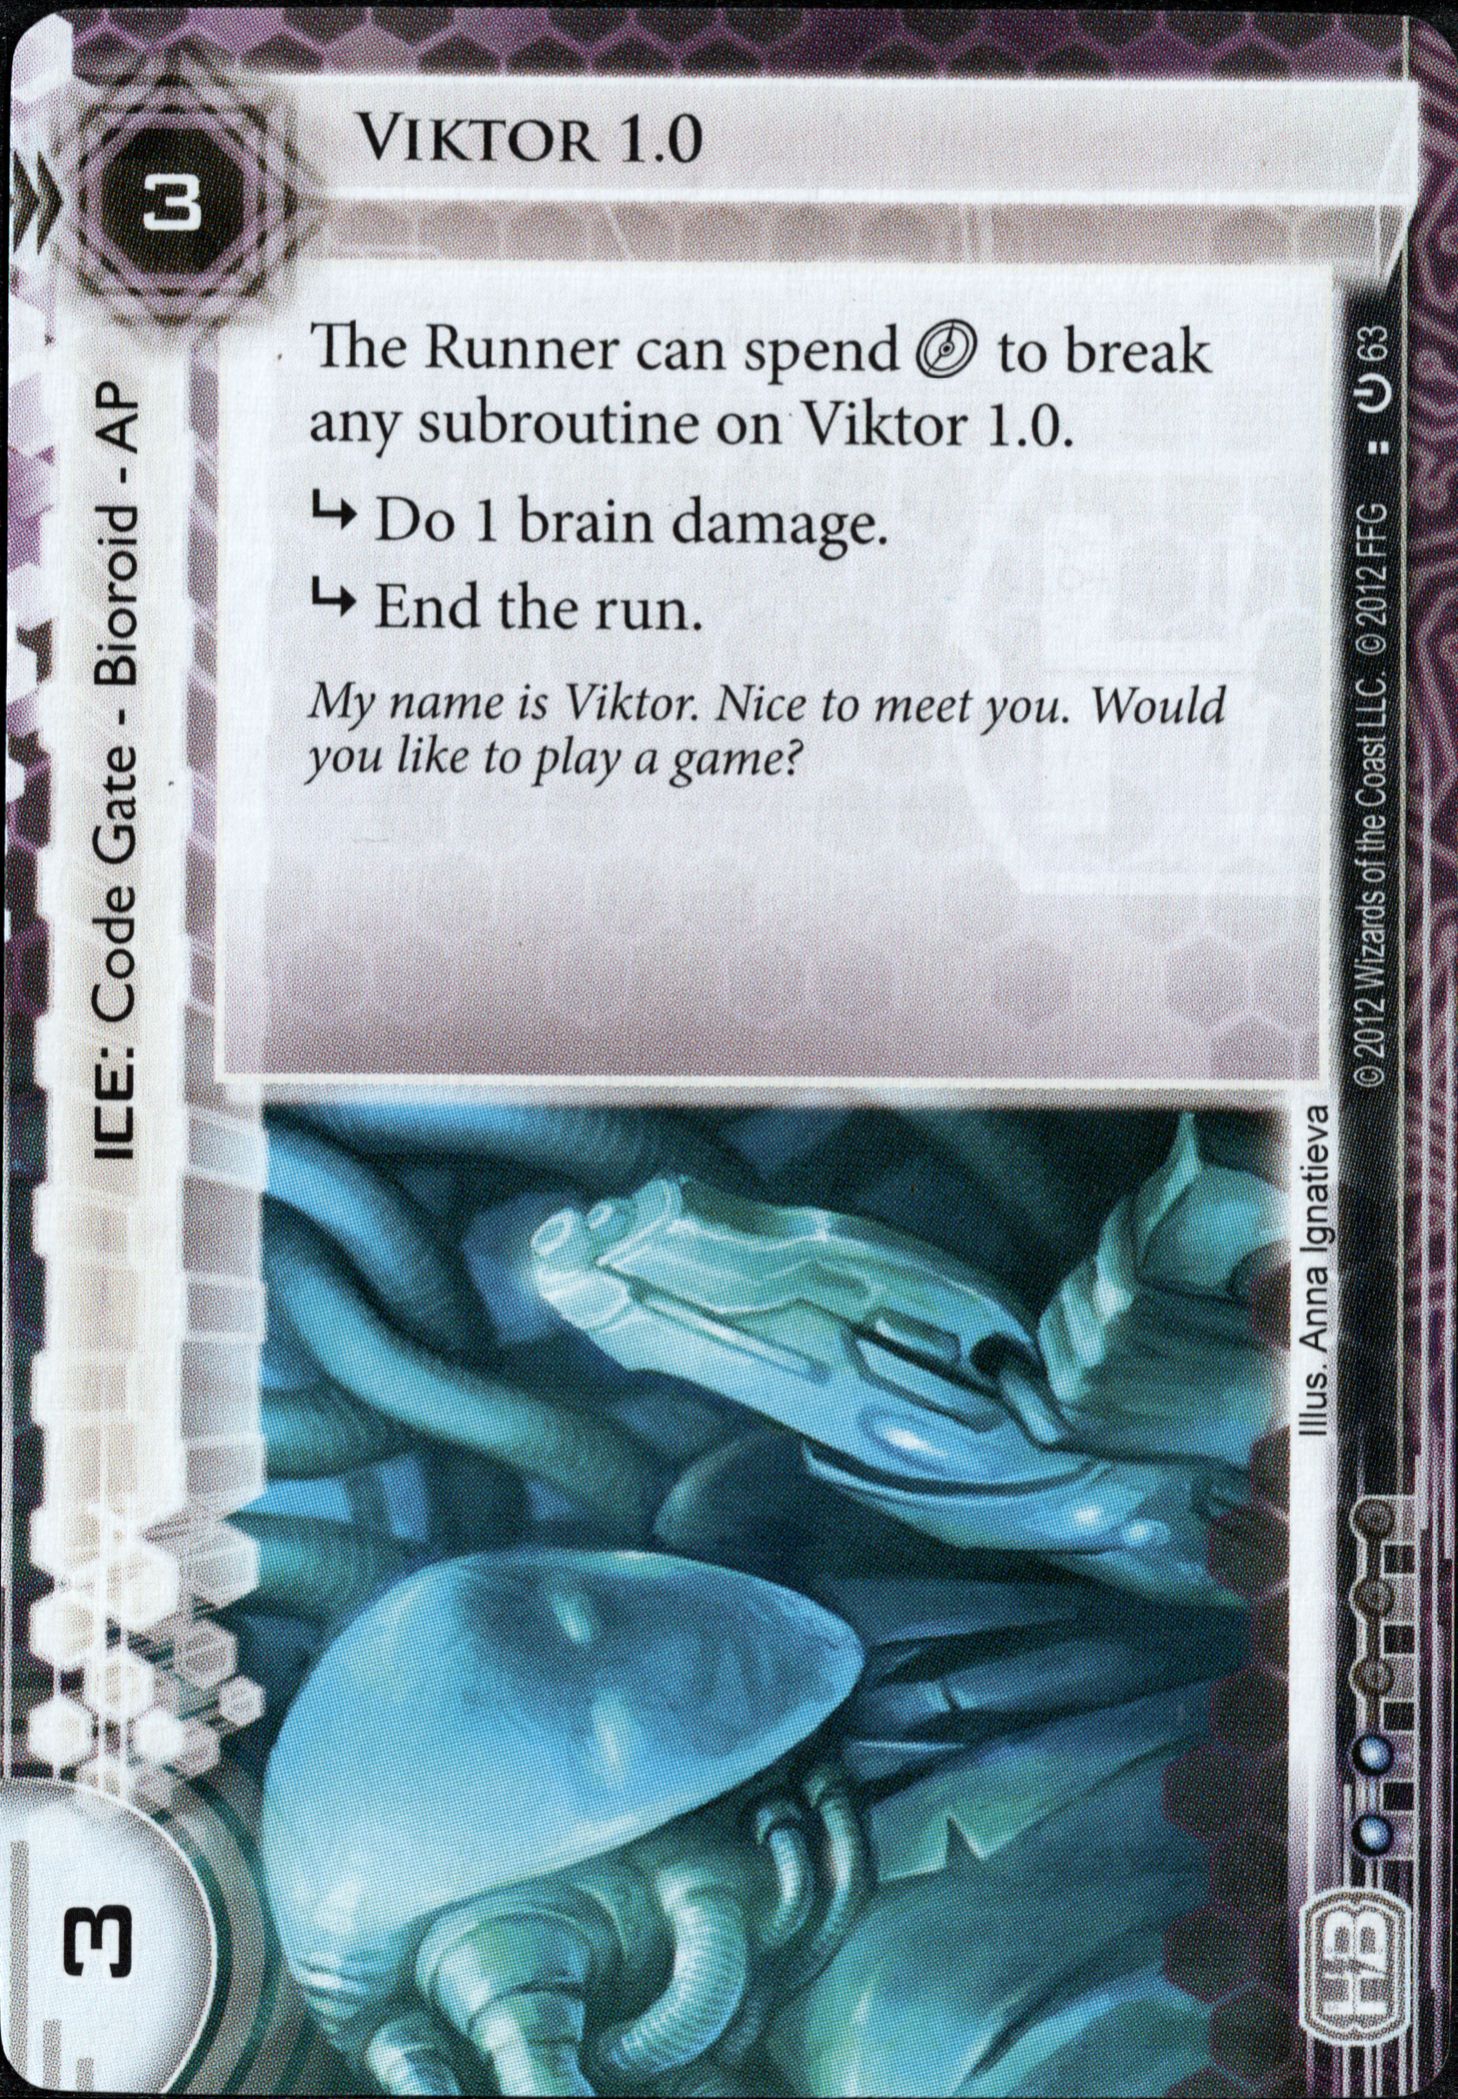 3
VIKTOR 1.0
The Runner can spend to break
any subroutine on Viktor 1.0.
Do 1 brain damage.
End the run.
My name is Viktor. Nice to meet you. Would
you like to play a game?
ICE: Code Gate - Bioroid - AP
3
Illus. Anna Ignatieva
© 2012 Wizards of the Coast LLC. © 2012 FFG 63
HB